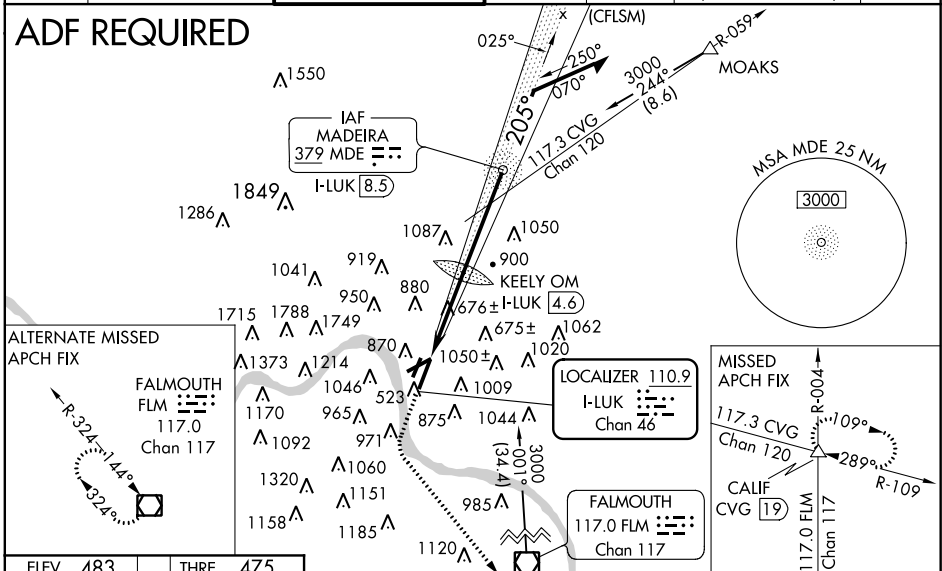 ADF REQUIRED
(CFLSM)
x
025°
205°
250°
070°
3000
244°
(8.6)
R-059
MOAKS
117.3 CVG
Chan 120
1550
IAF
MADEIRA
379 MDE
I-LUK 8.5
MSA MDE 25 NM
3000
1849
1286
1087
1050
900
919
1041
KEELY OM
I-LUK 4.6
950
880
676±
1715
1788
1749
675±
1062
870
1050±
1020
1373
1214
1046
523
1009
1170
965
875
1044
1092
971
1060
1320
1151
1158
1185
985
1120
LOCALIZER 110.9
I-LUK
Chan 46
3000
001°
(34.4)
FALMOUTH
117.0 FLM
Chan 117
ALTERNATE MISSED
APCH FIX
FALMOUTH
FLM
117.0
Chan 117
R-324
144°
324°
MISSED
APCH FIX
R-004
117.3 CVG
Chan 120
109°
289°
R-109
CALIF
CVG 19
117.0 FLM
Chan 117
ELEV 483
THRE 475